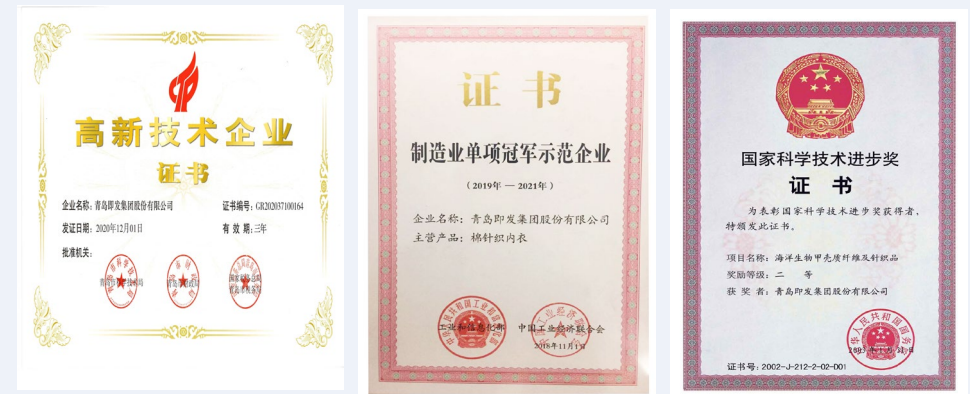 高新技术企业
证书
企业名称：青岛即发集团股份有限公司
证书编号：GR202037100164
发证日期：2020年12月01日
有效期：三年
批准机关：
证书
制造业单项冠军示范企业
（2019年 — 2021年）
企业名称：青岛即发集团股份有限公司
主营产品：棉针织内衣
工业和信息化部
中国工业经济联合会
2018年11月1日
国家科学技术进步奖
证书
为表彰国家科学技术进步奖获得者，
特颁发此证书。
项目名称：海洋生物甲壳质纤维及针织品
奖励等级：二 等
获 奖 者：青岛即发集团股份有限公司
证书号：2002-J-212-2-02-D01